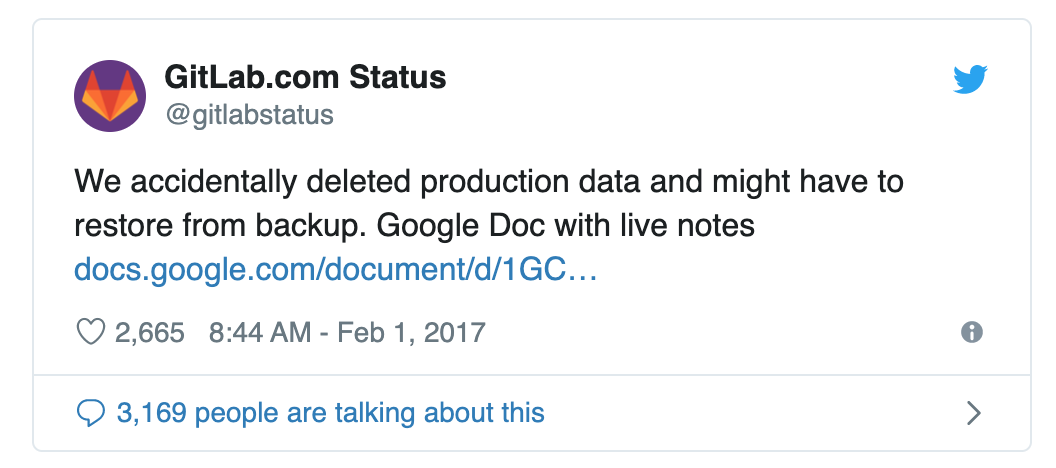 GitLab.com Status
@gitlabstatus
We accidentally deleted production data and might have to
restore from backup. Google Doc with live notes
docs.google.com/document/d/1GC…
2,665 8:44 AM - Feb 1, 2017
3,169 people are talking about this